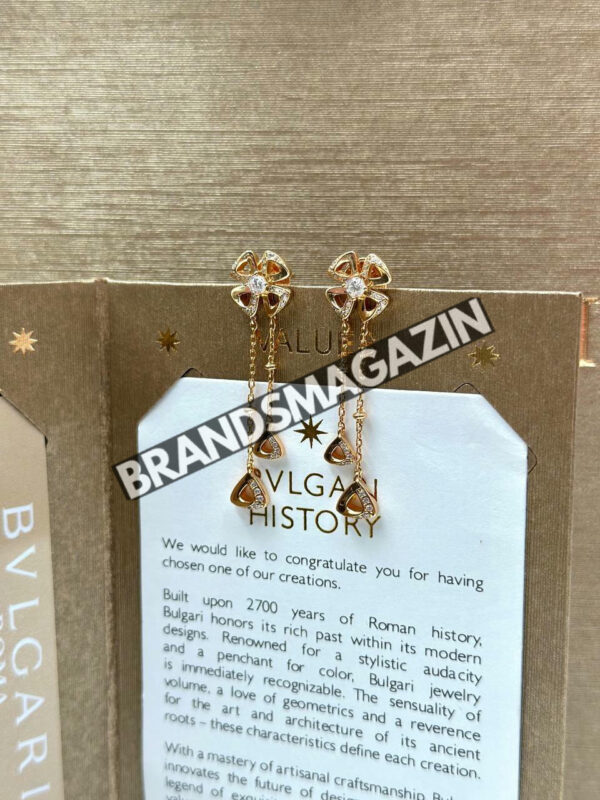 VALUE
BRANDSMAGAZIN
BVLGARI
HISTORY
We would like to congratulate you for having
chosen one of our creations.
Built upon 2700 years of Roman history,
Bulgari honors its rich past within its modern
designs. Renowned for a stylistic audacity
and a penchant for color, Bulgari jewelry
is immediately recognizable. The sensuality of
volume, a love of geometrics and a reverence
for the art and architecture of its ancient
roots – these characteristics define each creation.
With a mastery of artisanal craftsmanship
innovates the future of
legend of
BVLGARI
ROMA